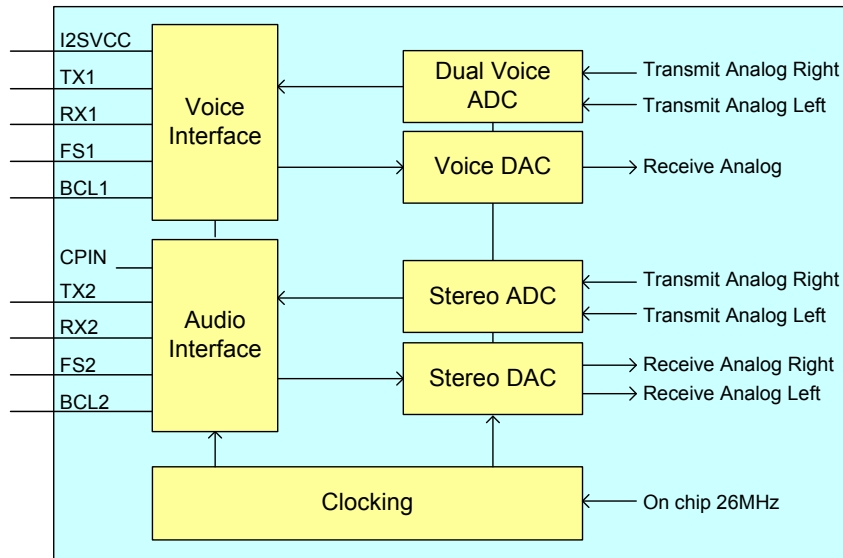 I2SVCC
TX1
RX1
FS1
BCL1
Voice
Interface
Dual Voice
ADC
Transmit Analog Right
Transmit Analog Left
Voice DAC
Receive Analog
CPIN
TX2
RX2
FS2
BCL2
Audio
Interface
Stereo ADC
Transmit Analog Right
Transmit Analog Left
Stereo DAC
Receive Analog Right
Receive Analog Left
Clocking
On chip 26MHz